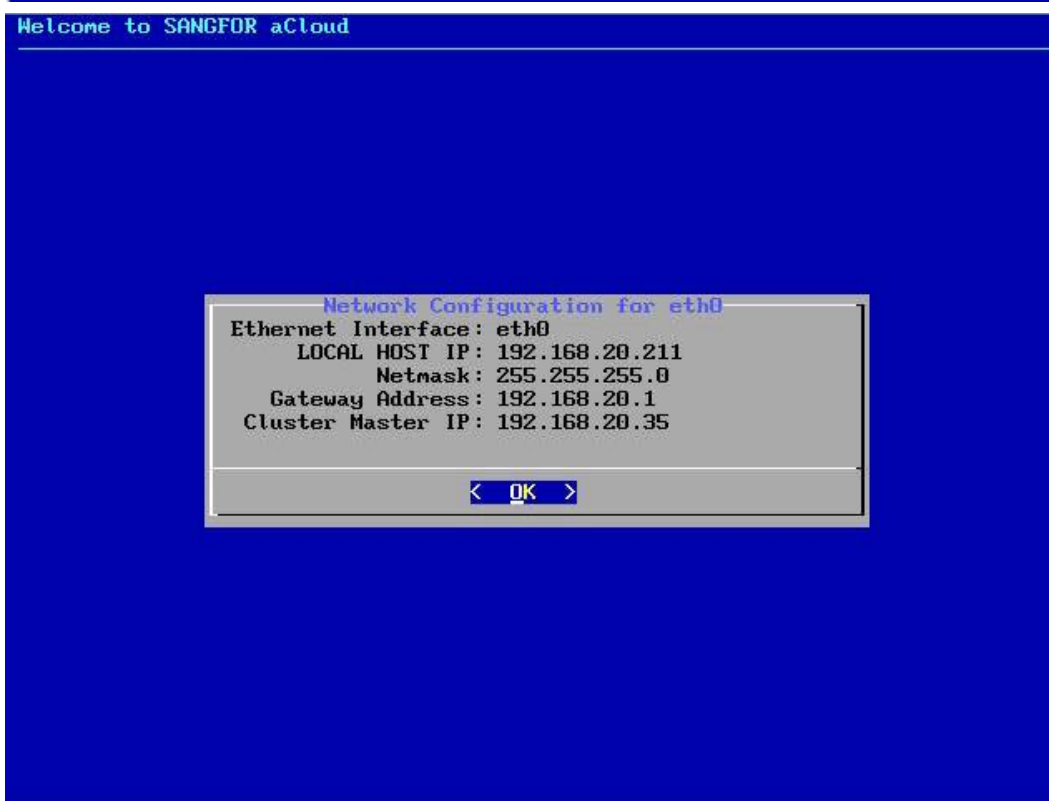 Welcome to SANGFOR aCloud
Network Configuration for eth0
Ethernet Interface: eth0
LOCAL HOST IP: 192.168.20.211
Netmask: 255.255.255.0
Gateway Address: 192.168.20.1
Cluster Master IP: 192.168.20.35
< OK >